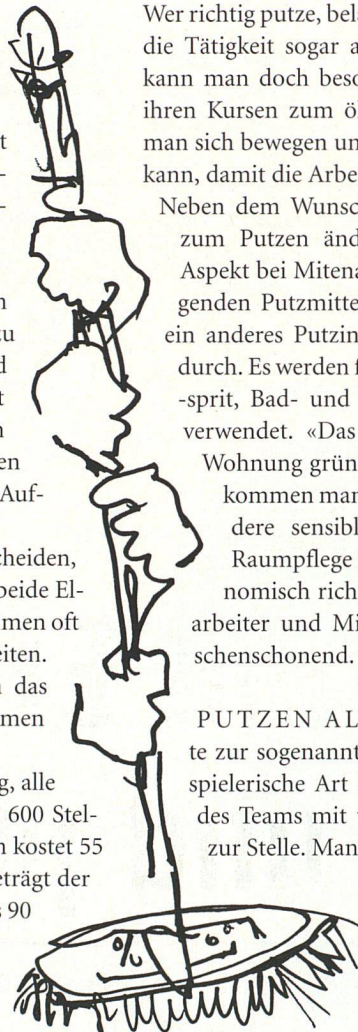 t
-
-
n
zu
d
t
n
en
Auf-
cheiden,
beide El-
men oft
eiten.
das
men
g, alle
600 Stel-
n kostet 55
eträgt der
s 90
Wer richtig putze, bela
die Tätigkeit sogar a
kann man doch beso
ihren Kursen zum ö
man sich bewegen un
kann, damit die Arbe
Neben dem Wunsc
zum Putzen änd
Aspekt bei Mitena
genden Putzmitte
ein anderes Putzin
durch. Es werden f
-sprit, Bad- und
verwendet. «Das
Wohnung grün
kommen man
dere sensibl
Raumpflege
nomisch rich
arbeiter und Mi
schenschonend.
PUTZEN AL
te zur sogenannt
spielerische Art
des Teams mit
zur Stelle. Man